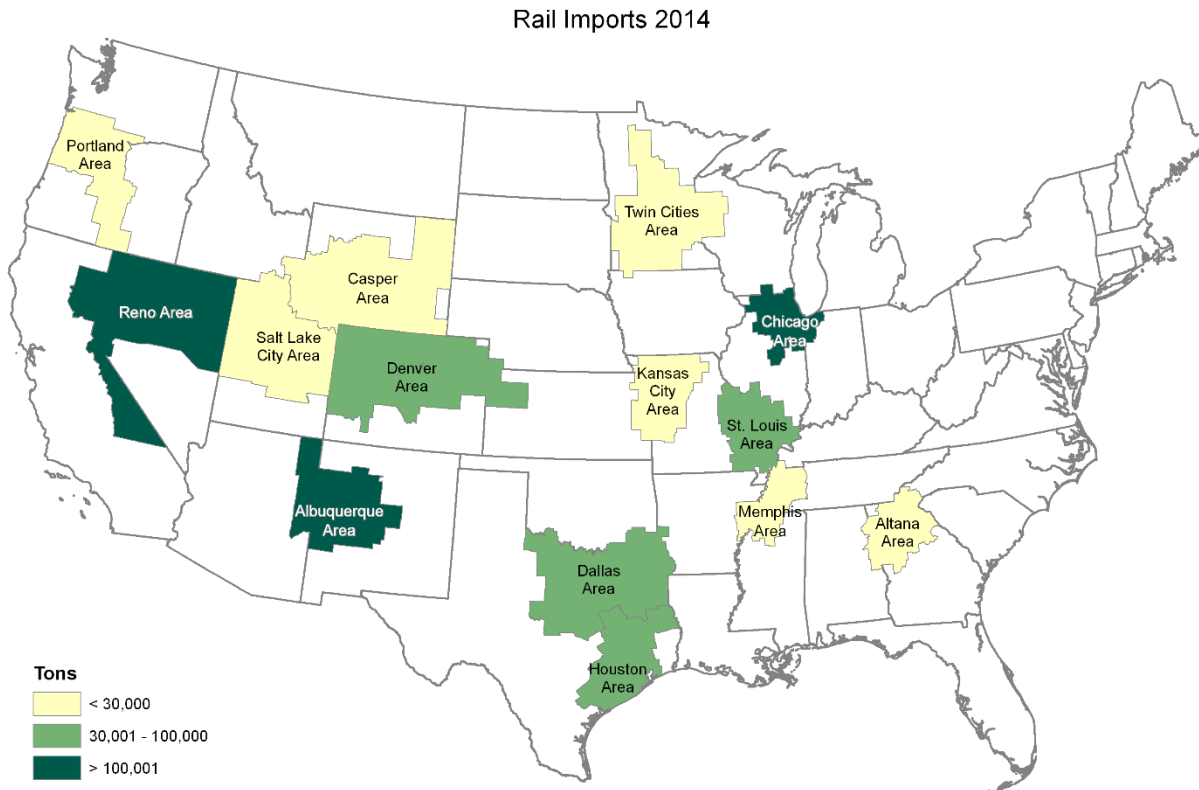 Rail Imports 2014
Portland
Area
Twin Cities
Area
Casper
Area
Reno Area
Chicago
Area
Salt Lake
City Area
Denver
Area
Kansas
City
Area
St. Louis
Area
Albuquerque
Area
Memphis
Area
Altana
Area
Dallas
Area
Houston
Area
Tons
< 30,000
30,001 - 100,000
> 100,001